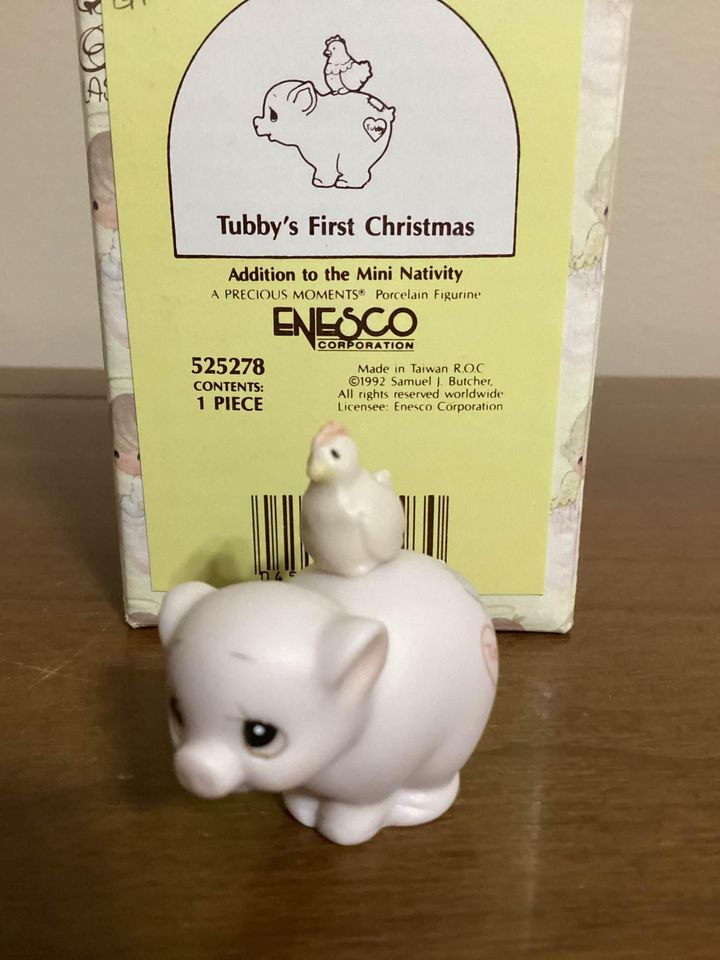 Tubby
Tubby's First Christmas
Addition to the Mini Nativity
A PRECIOUS MOMENTS® Porcelain Figurine
ENESCO
CORPORATION
525278
CONTENTS:
1 PIECE
Made in Taiwan R.O.C
©1992 Samuel J. Butcher,
All rights reserved worldwide
Licensee: Enesco Corporation